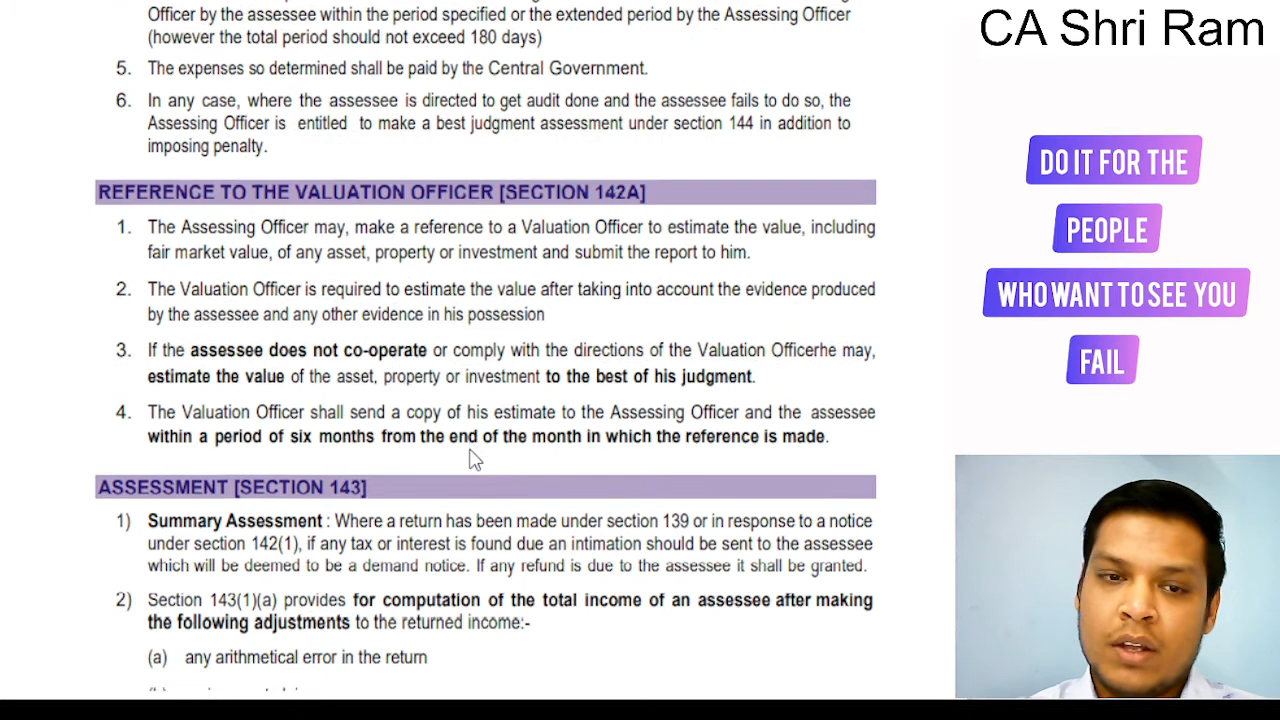 Officer by the assessee within the period specified or the extended period by the Assessing Officer
(however the total period should not exceed 180 days)
5. The expenses so determined shall be paid by the Central Government.
6. In any case, where the assessee is directed to get audit done and the assessee fails to do so, the
Assessing Officer is entitled to make a best judgment assessment under section 144 in addition to
imposing penalty.
REFERENCE TO THE VALUATION OFFICER [SECTION 142A]
1. The Assessing Officer may, make a reference to a Valuation Officer to estimate the value, including
fair market value, of any asset, property or investment and submit the report to him.
2. The Valuation Officer is required to estimate the value after taking into account the evidence produced
by the assessee and any other evidence in his possession
3. If the assessee does not co-operate or comply with the directions of the Valuation Officerhe may,
estimate the value of the asset, property or investment to the best of his judgment.
4. The Valuation Officer shall send a copy of his estimate to the Assessing Officer and the assessee
within a period of six months from the end of the month in which the reference is made.
ASSESSMENT [SECTION 143]
1) Summary Assessment : Where a return has been made under section 139 or in response to a notice
under section 142(1), if any tax or interest is found due an intimation should be sent to the assessee
which will be deemed to be a demand notice. If any refund is due to the assessee it shall be granted.
2) Section 143(1)(a) provides for computation of the total income of an assessee after making
the following adjustments to the returned income:-
(a) any arithmetical error in the return
CA Shri Ram
DO IT FOR THE
PEOPLE
WHO WANT TO SEE YOU
FAIL